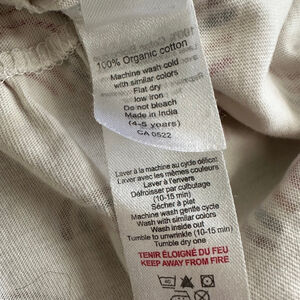 100% Organic cotton
Machine wash cold
with similar colors
Flat dry
low iron
Do not bleach
Made in India
(4-5 years)
CA 0522
Laver à la machine au cycle délicat
Laver avec les mêmes couleurs
Laver à l'envers
Défroisser par culbutage
(10-15 min)
Sécher à plat
Machine wash gentle cycle
Wash with similar colors
Wash inside out
Tumble to unwrinkle (10-15 min)
Tumble dry one
TENIR ÉLOIGNÉ DU FEU
KEEP AWAY FROM FIRE